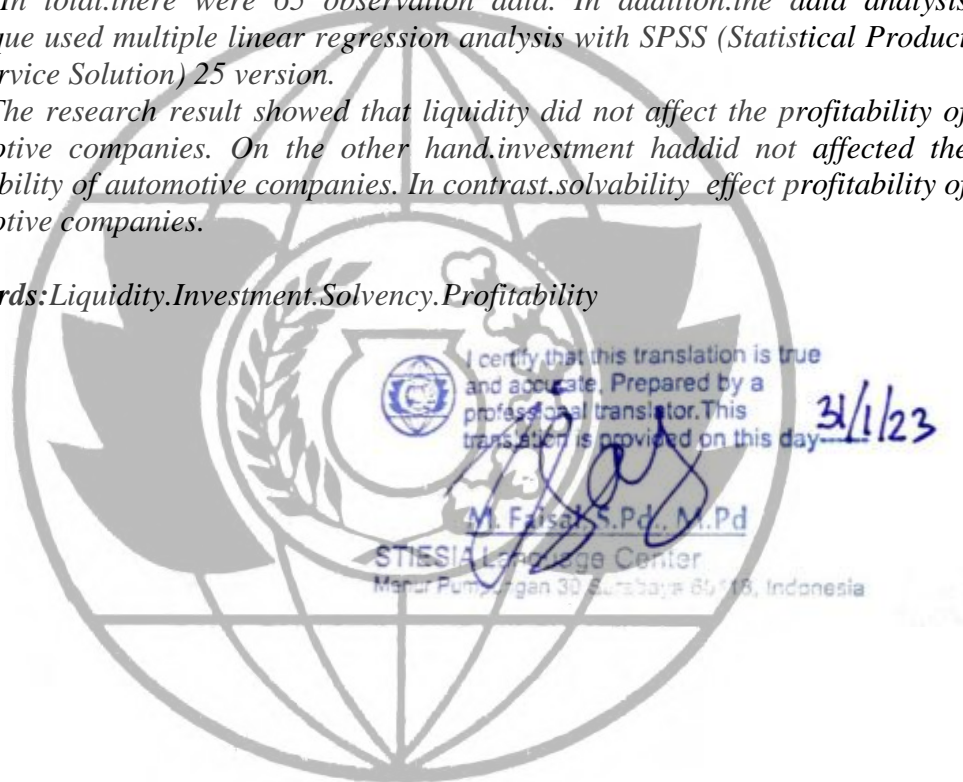 In total.there were 65 observation data. In addition.the data analysis
que used multiple linear regression analysis with SPSS (Statistical Product
rvice Solution) 25 version.
The research result showed that liquidity did not affect the profitability of
otive companies. On the other hand.investment haddid not affected the
bility of automotive companies. In contrast.solvability effect profitability of
otive companies.
rds:Liquidity.Investment.Solvency.Profitability
I certify that this translation is true
and accurate. Prepared by a
professional translator.This
translation is provided on this day 31/1/23
M. Faisal, S.Pd., M.Pd
STIESIA Language Center
Menur Pumpungan 30 Surabaya 60118, Indonesia